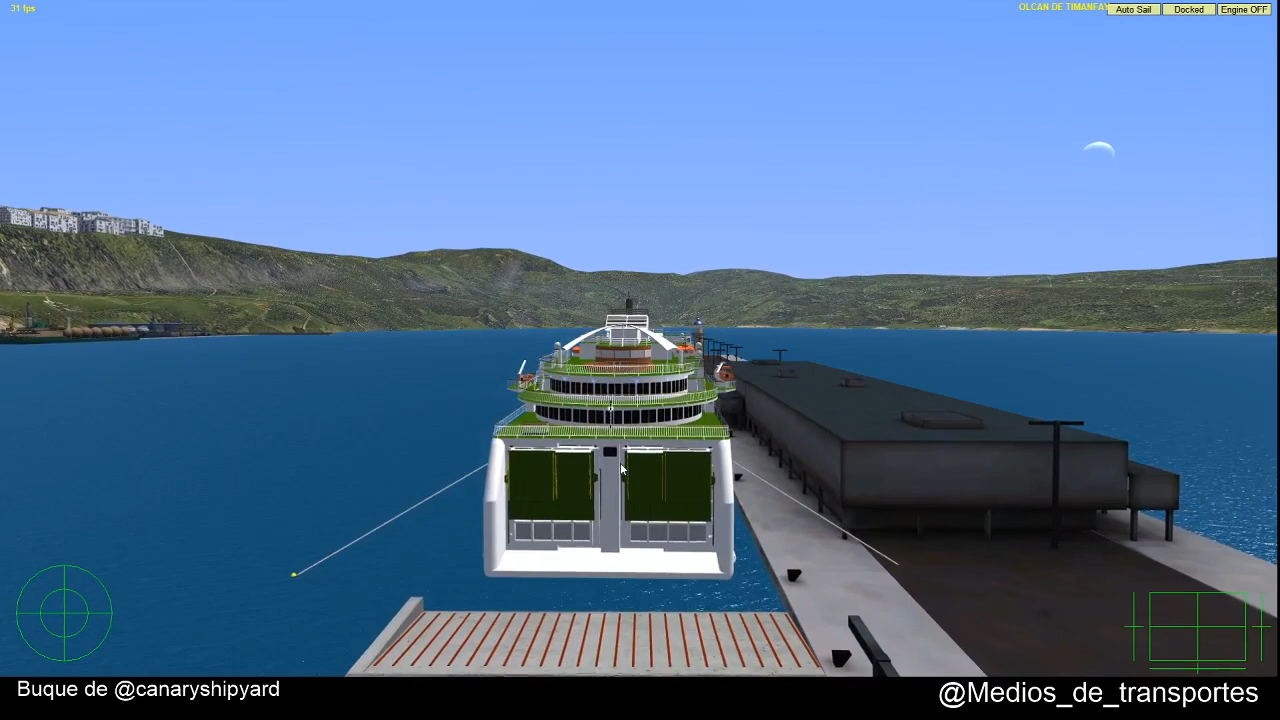 31 fps
OLCAN DE TIMANFAY
Auto Sail
Docked
Engine OFF
Buque de @canaryshipyard
@Medios_de_transportes